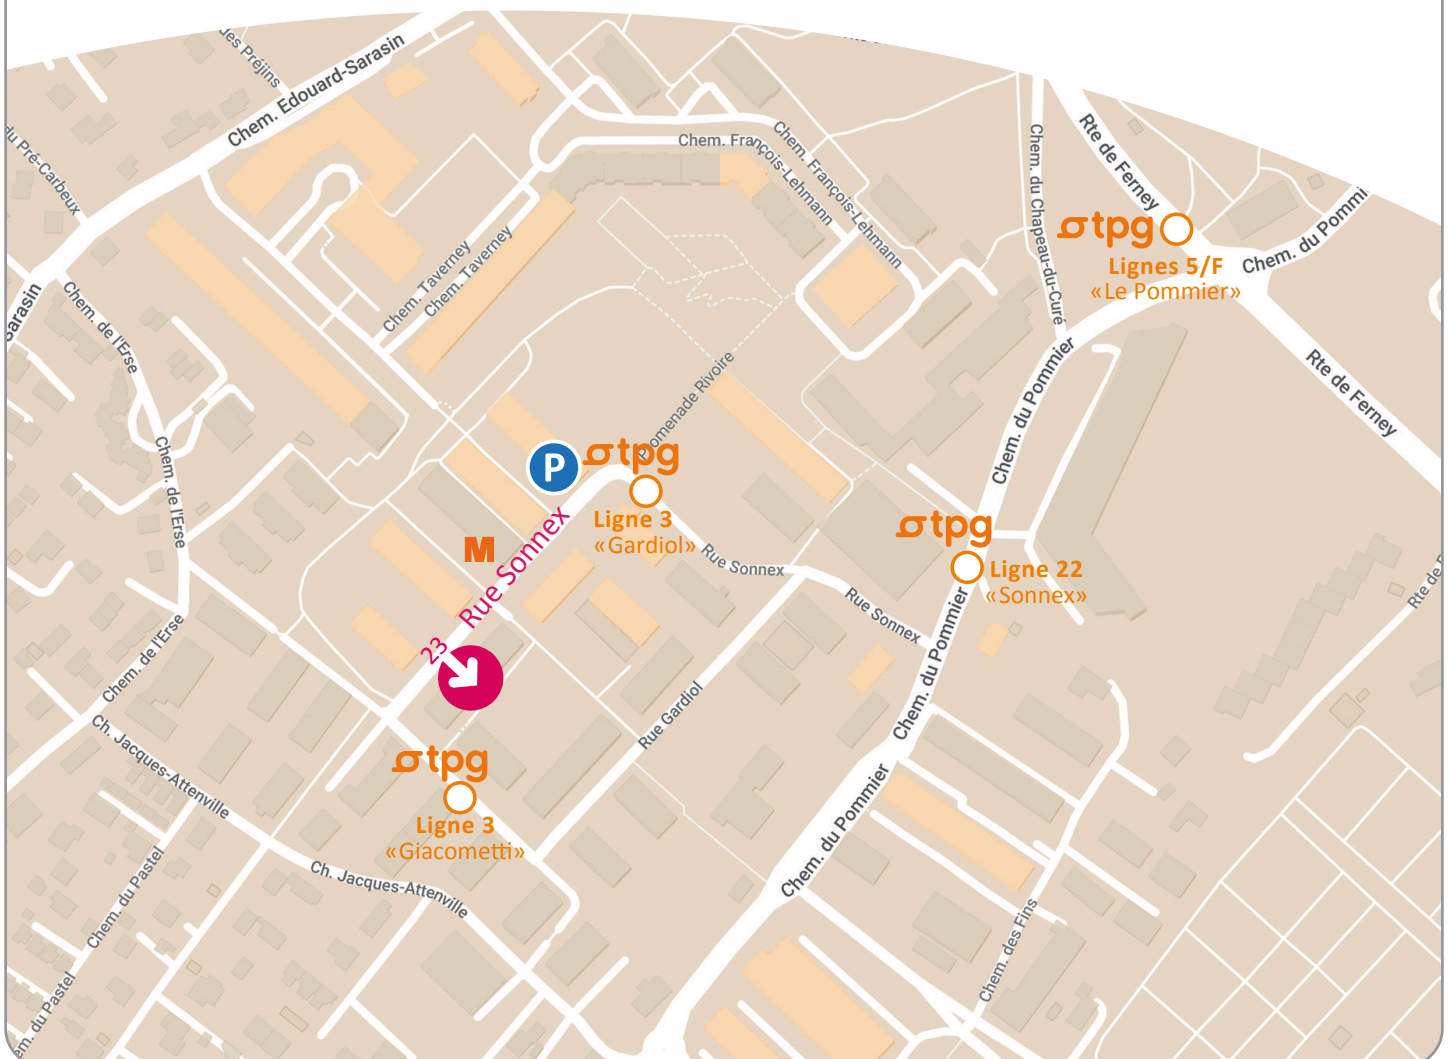 des Préjins
Chem. Edouard-Sarasin
du Pré-Carbeux
Sarasin
Chem. François-Lehmann
Chem. François-Lehmann
Chem. du Chapeau-du-Curé
Rte de Ferney
Chem. du Pommi
tpg
Lignes 5/F
«Le Pommier»
Rte de Ferney
Chem. Taverney
Chem. Taverney
Chem. de l'Erse
Chem. de l'Erse
Chem. de l'Erse
Promenade Rivoire
Chem. du Pommier
P
tpg
Ligne 3
«Gardiol»
M
Rue Sonnex
23
Rue Sonnex
Rue Sonnex
tpg
Ligne 22
«Sonnex»
Chem. du Pommier
Rte de F
Rue Gardiol
Ch. Jacques-Attenville
tpg
Ligne 3
«Giacometti»
Ch. Jacques-Attenville
Chem. du Pommier
Chem. du Pastel
em. du Pastel
Chem. des Fins